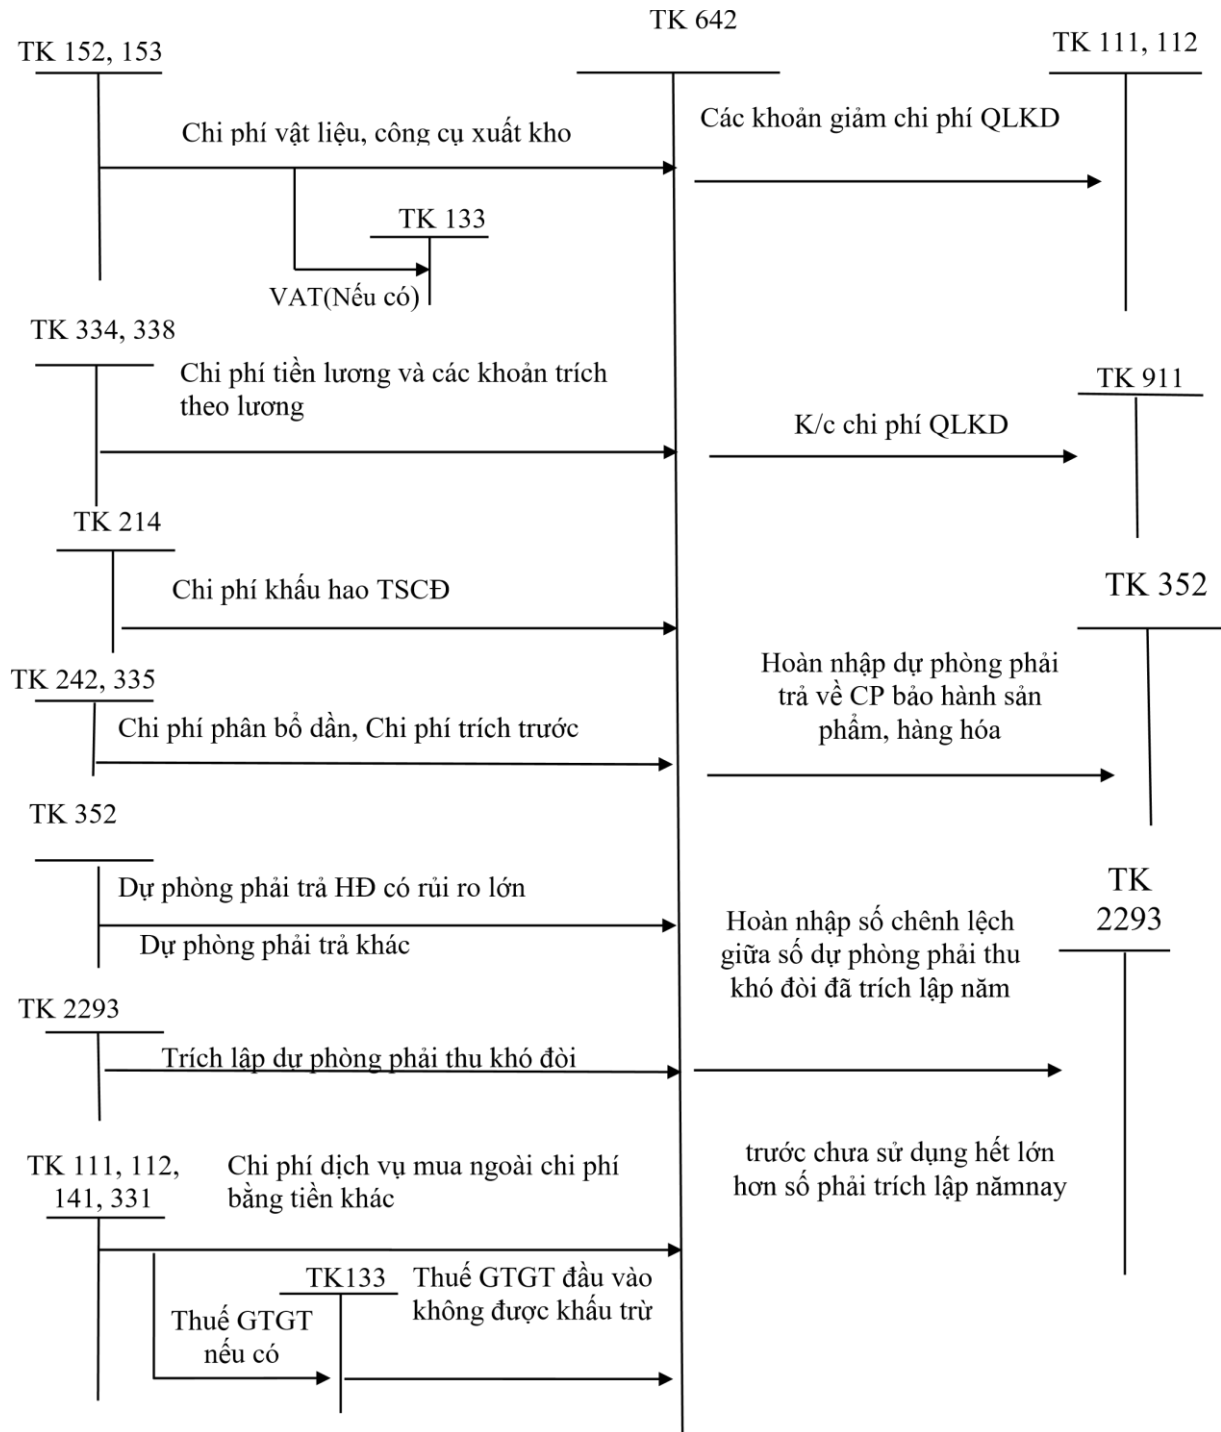 TK 642
TK 152, 153
TK 111, 112
Chi phí vật liệu, công cụ xuất kho
Các khoản giảm chi phí QLKD
TK 133
VAT(Nếu có)
TK 334, 338
Chi phí tiền lương và các khoản trích
theo lương
TK 911
K/c chi phí QLKD
TK 214
Chi phí khấu hao TSCĐ
TK 352
TK 242, 335
Chi phí phân bổ dần, Chi phí trích trước
Hoàn nhập dự phòng phải
trả về CP bảo hành sản
phẩm, hàng hóa
TK 352
Dự phòng phải trả HĐ có rủi ro lớn
Dự phòng phải trả khác
TK
2293
Hoàn nhập số chênh lệch
giữa số dự phòng phải thu
khó đòi đã trích lập năm
TK 2293
Trích lập dự phòng phải thu khó đòi
trước chưa sử dụng hết lớn
hơn số phải trích lập nămnay
TK 111, 112,
141, 331
Chi phí dịch vụ mua ngoài chi phí
bằng tiền khác
TK133
Thuế GTGT đầu vào
không được khấu trừ
Thuế GTGT
nếu có